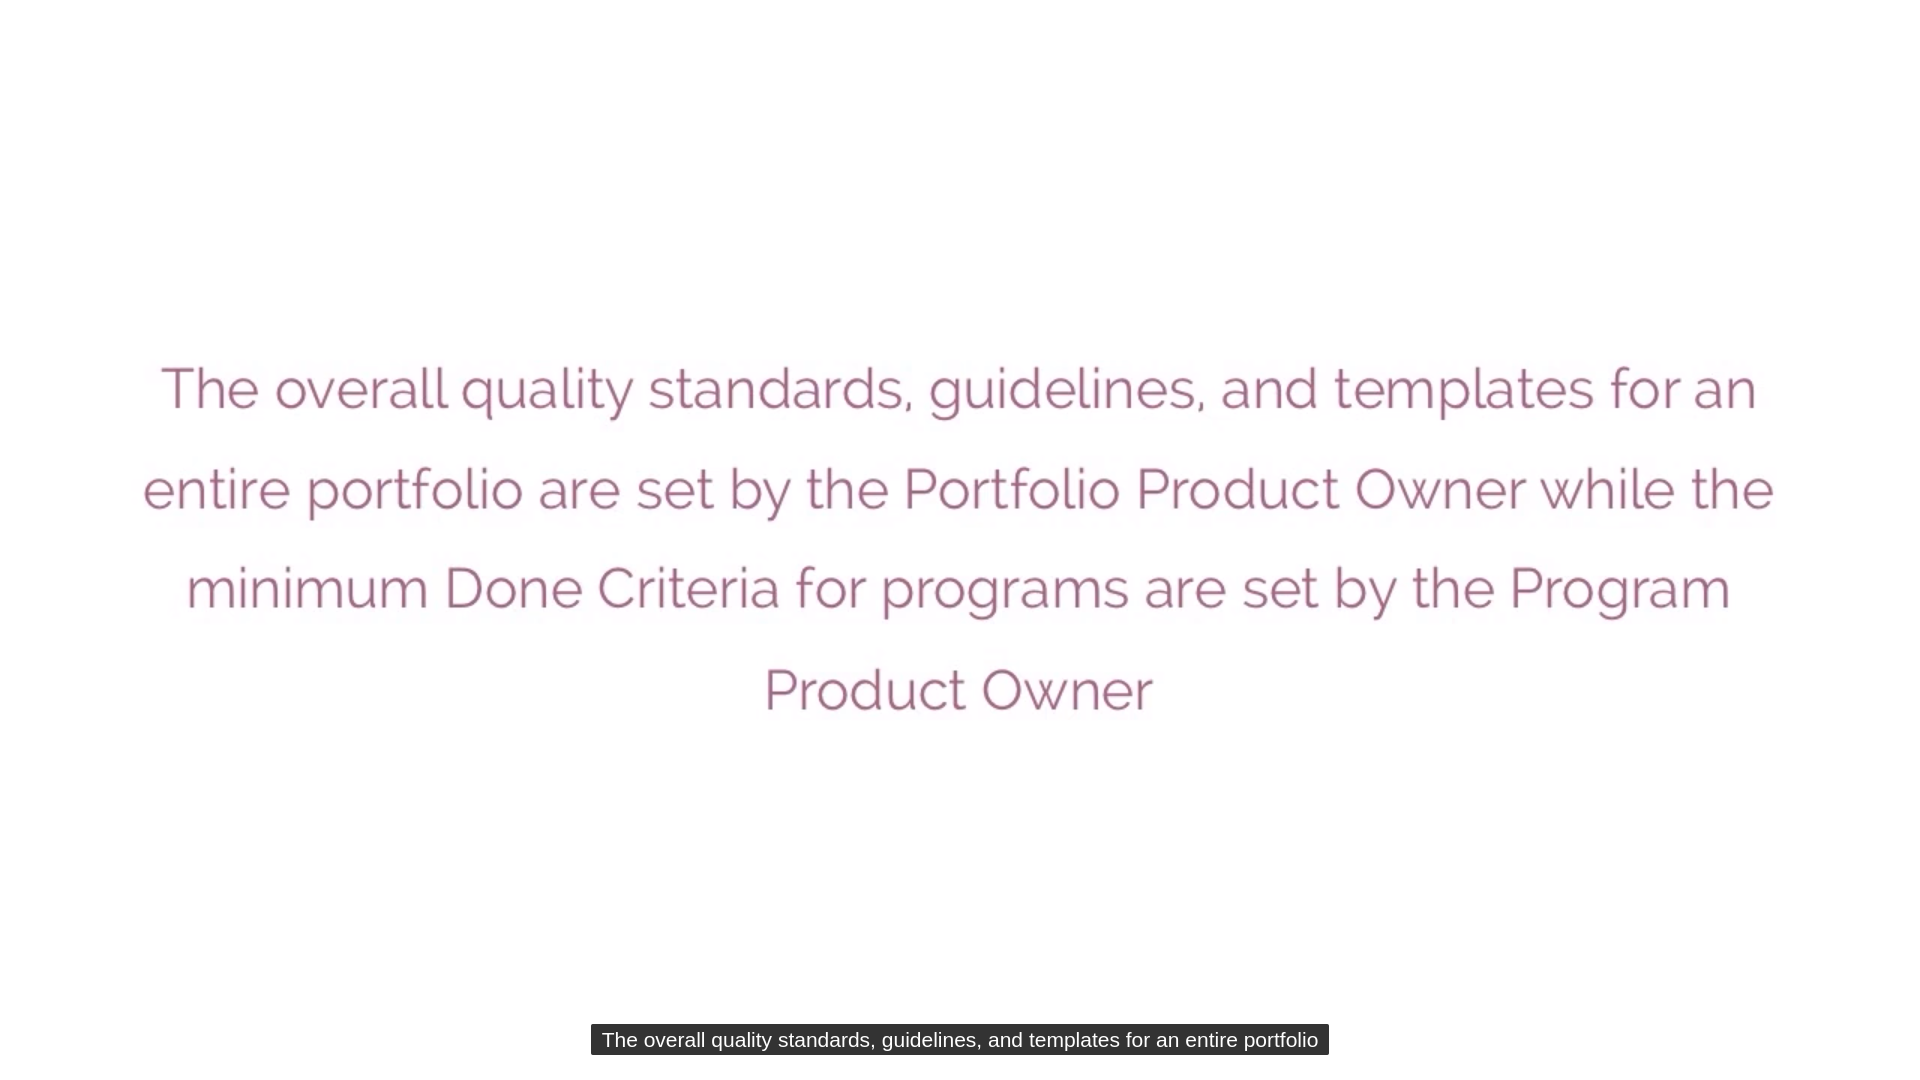 The overall quality standards, guidelines, and templates for an
entire portfolio are set by the Portfolio Product Owner while the
minimum Done Criteria for programs are set by the Program
Product Owner
The overall quality standards, guidelines, and templates for an entire portfolio